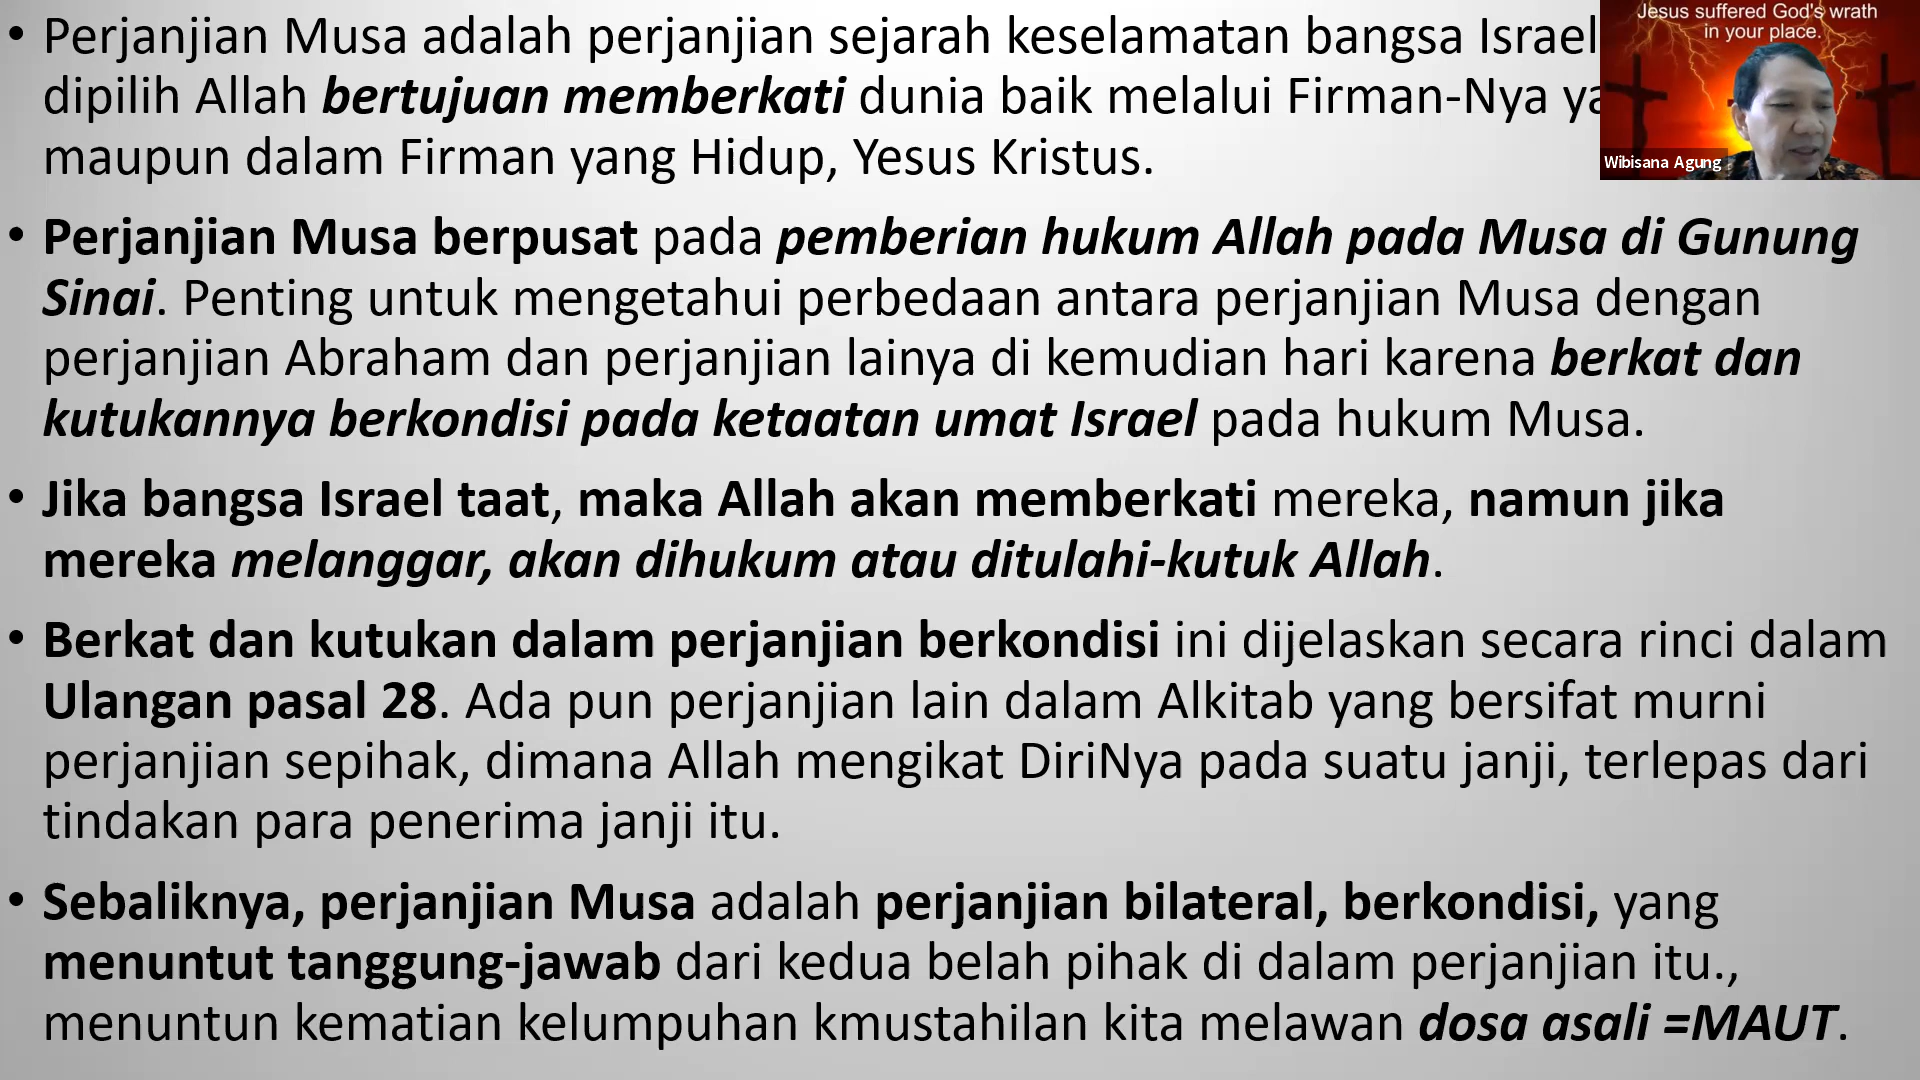 • Perjanjian Musa adalah perjanjian sejarah keselamatan bangsa Israel
dipilih Allah bertujuan memberkati dunia baik melalui Firman-Nya
maupun dalam Firman yang Hidup, Yesus Kristus.
• Perjanjian Musa berpusat pada pemberian hukum Allah pada Musa di Gunung
Sinai. Penting untuk mengetahui perbedaan antara perjanjian Musa dengan
perjanjian Abraham dan perjanjian lainya di kemudian hari karena berkat dan
kutukannya berkondisi pada ketaatan umat Israel pada hukum Musa.
• Jika bangsa Israel taat, maka Allah akan memberkati mereka, namun jika
mereka melanggar, akan dihukum atau ditulahi-kutuk Allah.
• Berkat dan kutukan dalam perjanjian berkondisi ini dijelaskan secara rinci dalam
Ulangan pasal 28. Ada pun perjanjian lain dalam Alkitab yang bersifat murni
perjanjian sepihak, dimana Allah mengikat DiriNya pada suatu janji, terlepas dari
tindakan para penerima janji itu.
• Sebaliknya, perjanjian Musa adalah perjanjian bilateral, berkondisi, yang
menuntut tanggung-jawab dari kedua belah pihak di dalam perjanjian itu.,
menuntun kematian kelumpuhan kmustahilan kita melawan dosa asali =MAUT.
Jesus suffered God's wrath
in your place.
Wibisana Agung